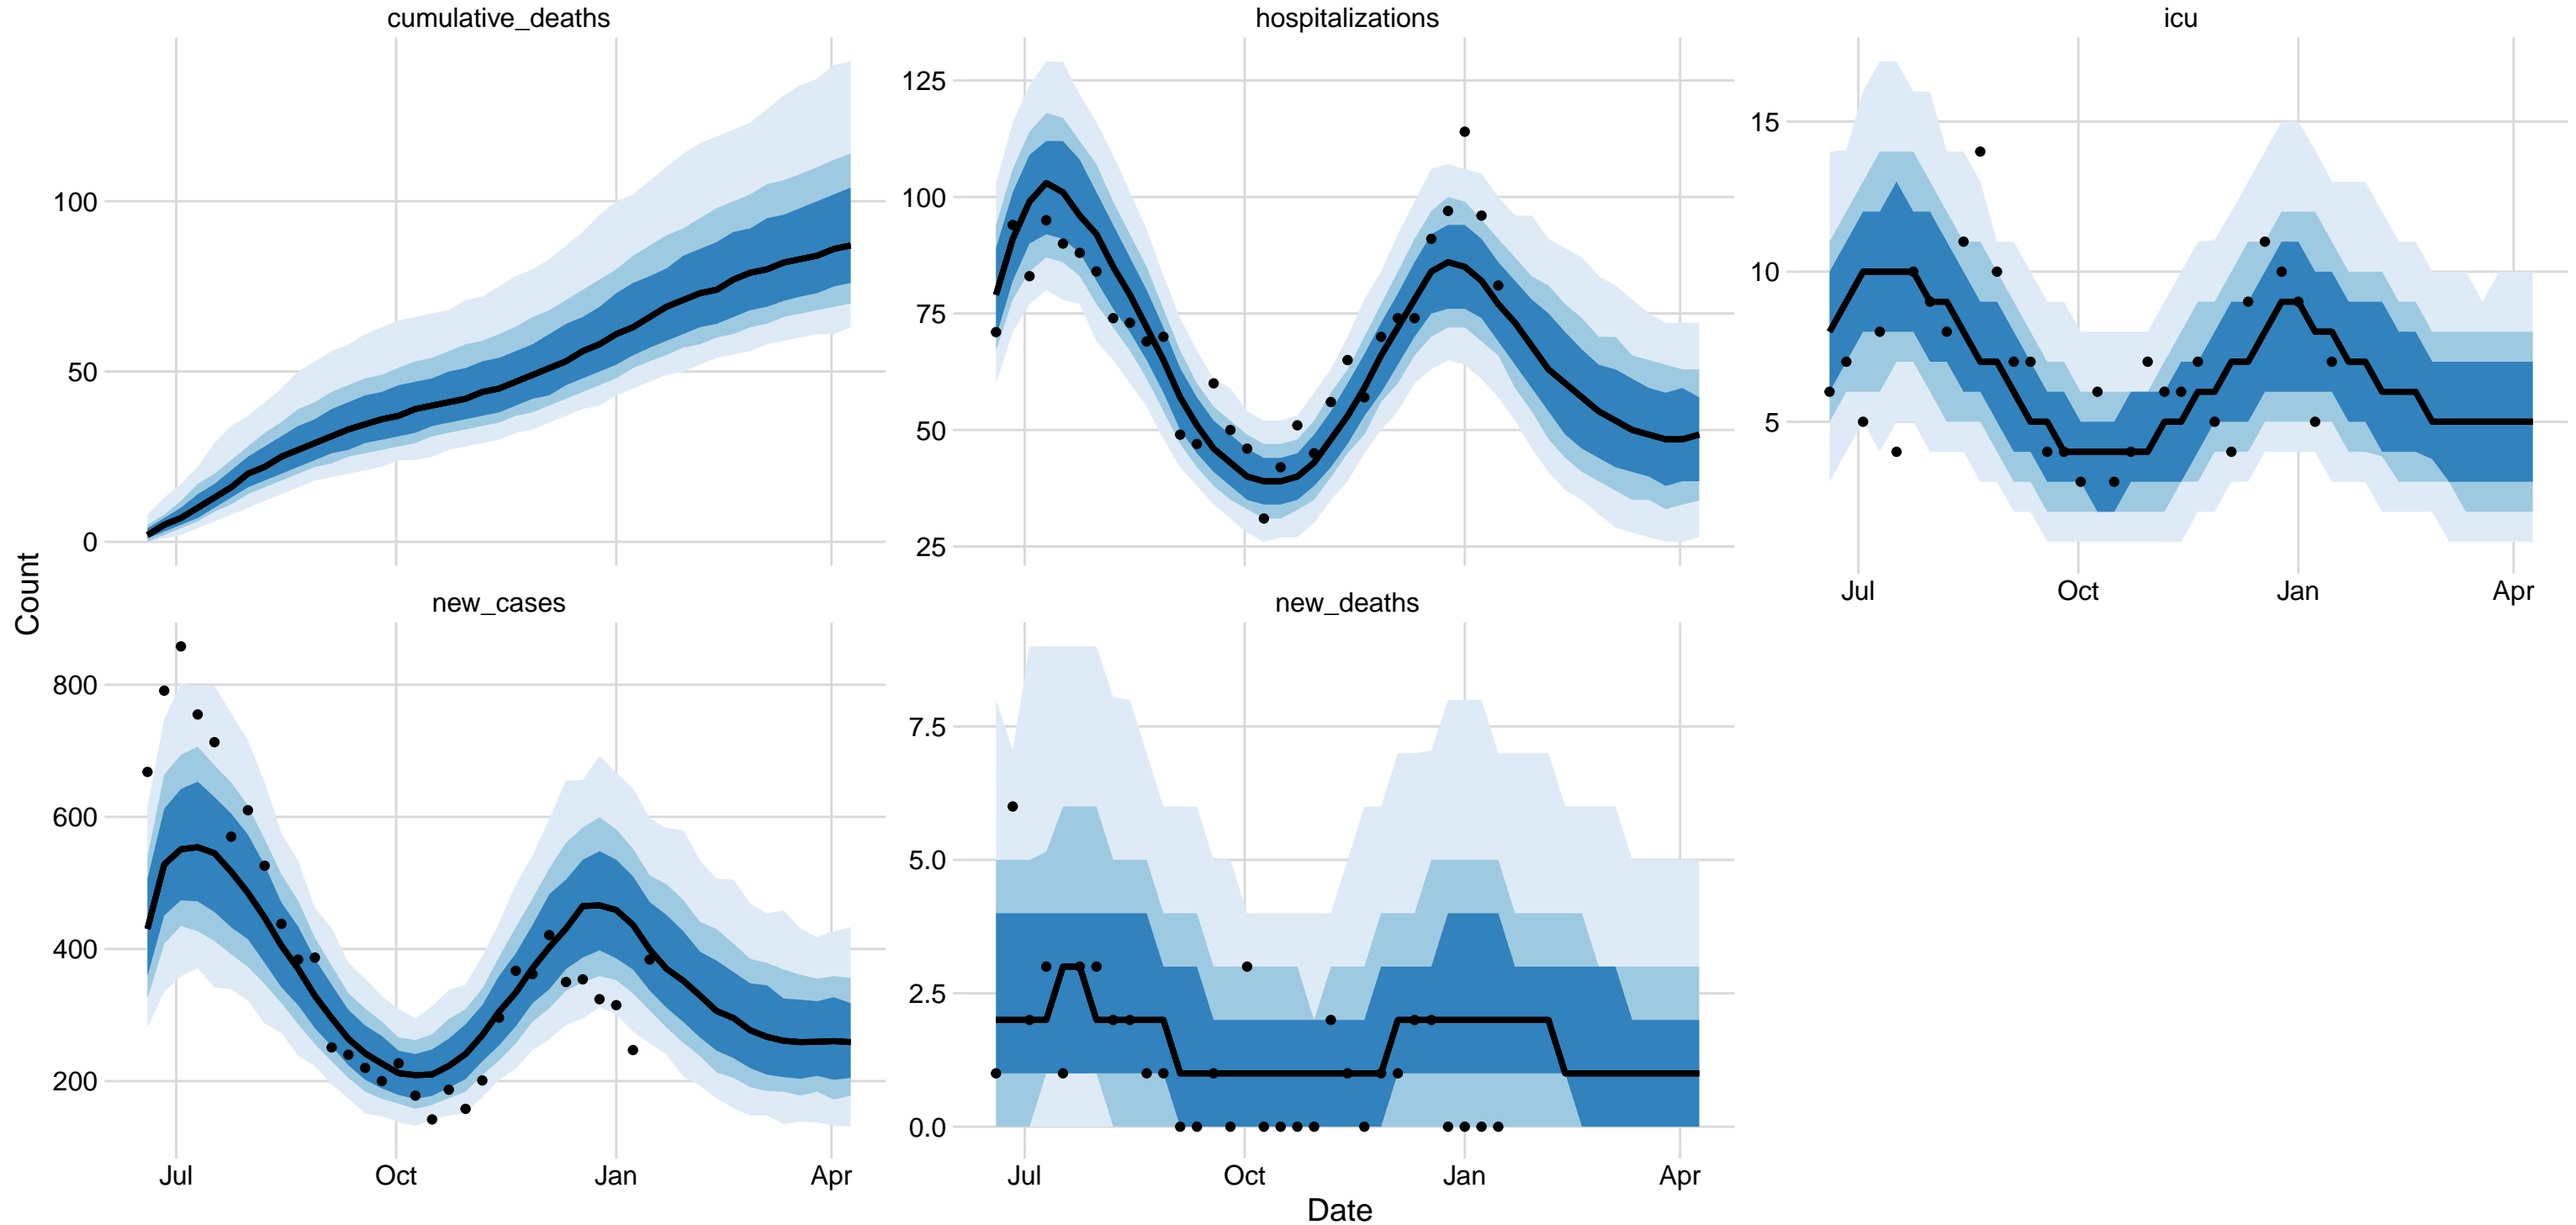 cumulative_deaths
hospitalizations
icu
100
50
0
125
100
75
50
25
15
10
5
Jul
Oct
Jan
Apr
Count
new_cases
new_deaths
800
600
400
200
7.5
5.0
2.5
0.0
Jul
Oct
Jan
Apr
Jul
Oct
Jan
Apr
Date